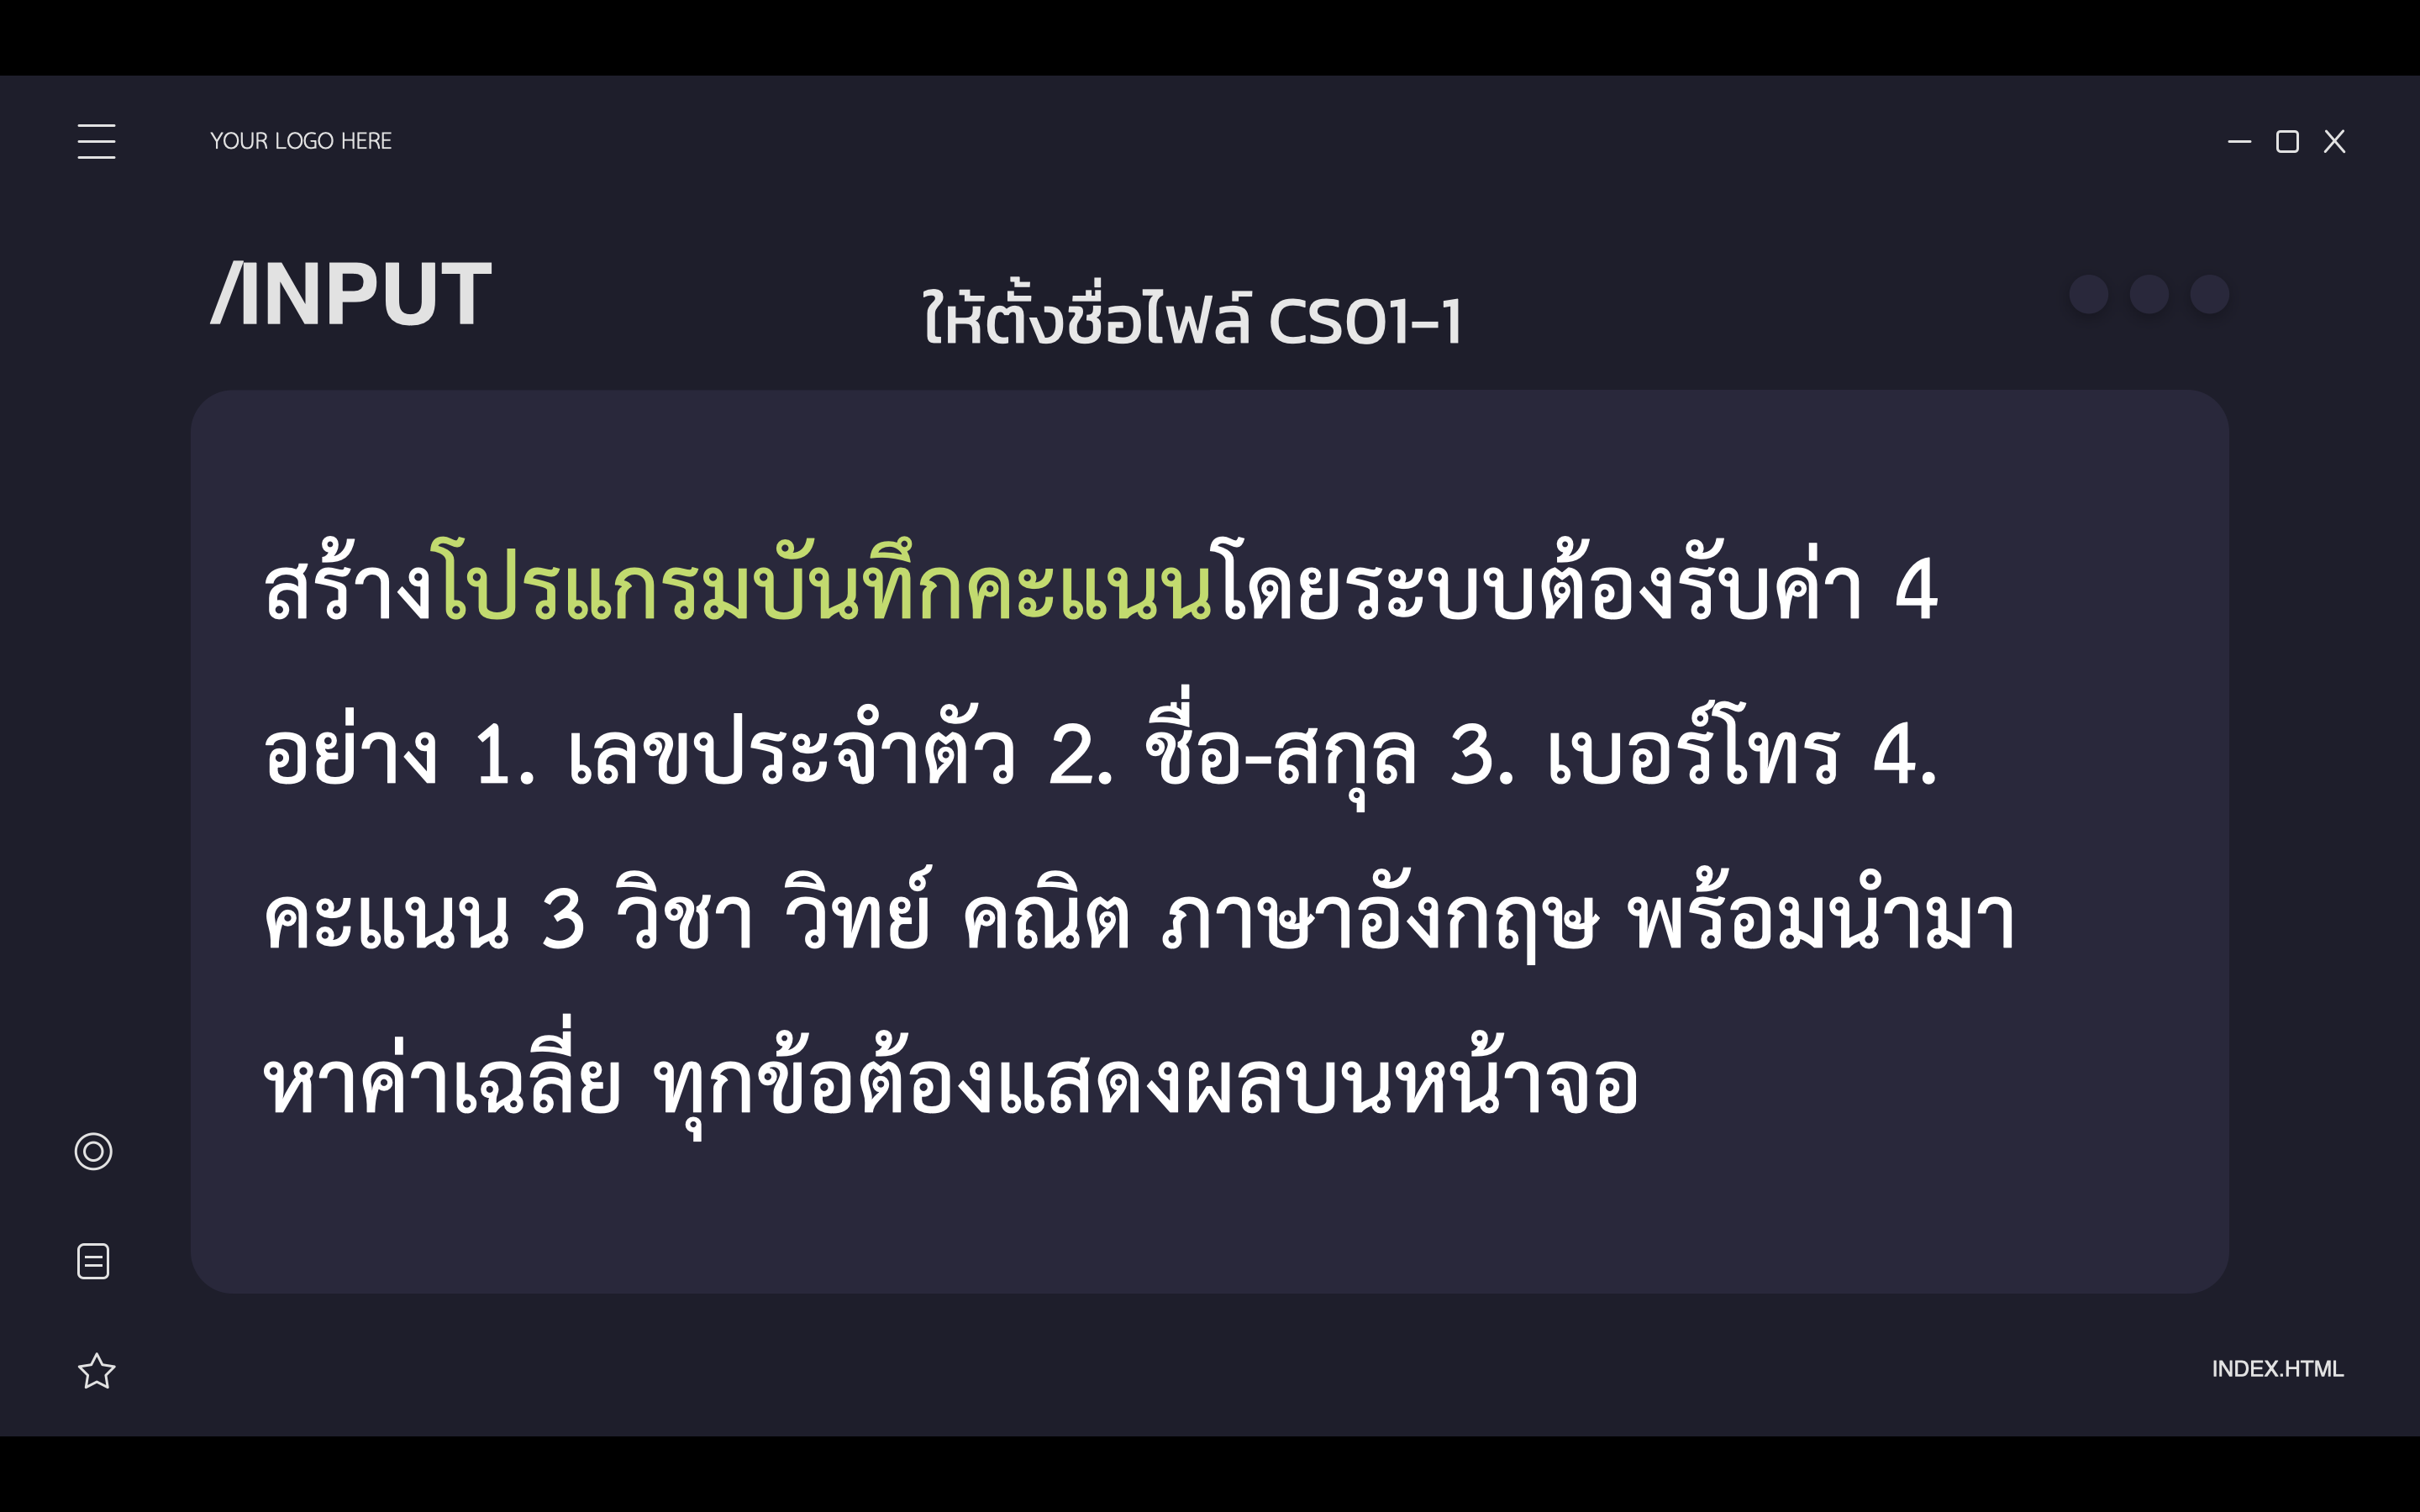 YOUR LOGO HERE
/INPUT
ให้ตั้งชื่อไฟล์ CS01-1
สร้างโปรแกรมบันทึกคะแนนโดยระบบต้องรับค่า 4
อย่าง 1. เลขประจำตัว 2. ชื่อ-สกุล 3. เบอร์โทร 4.
คะแนน 3 วิชา วิทย์ คณิต ภาษาอังกฤษ พร้อมนำมา
หาค่าเฉลี่ย ทุกข้อต้องแสดงผลบนหน้าจอ
INDEX.HTML